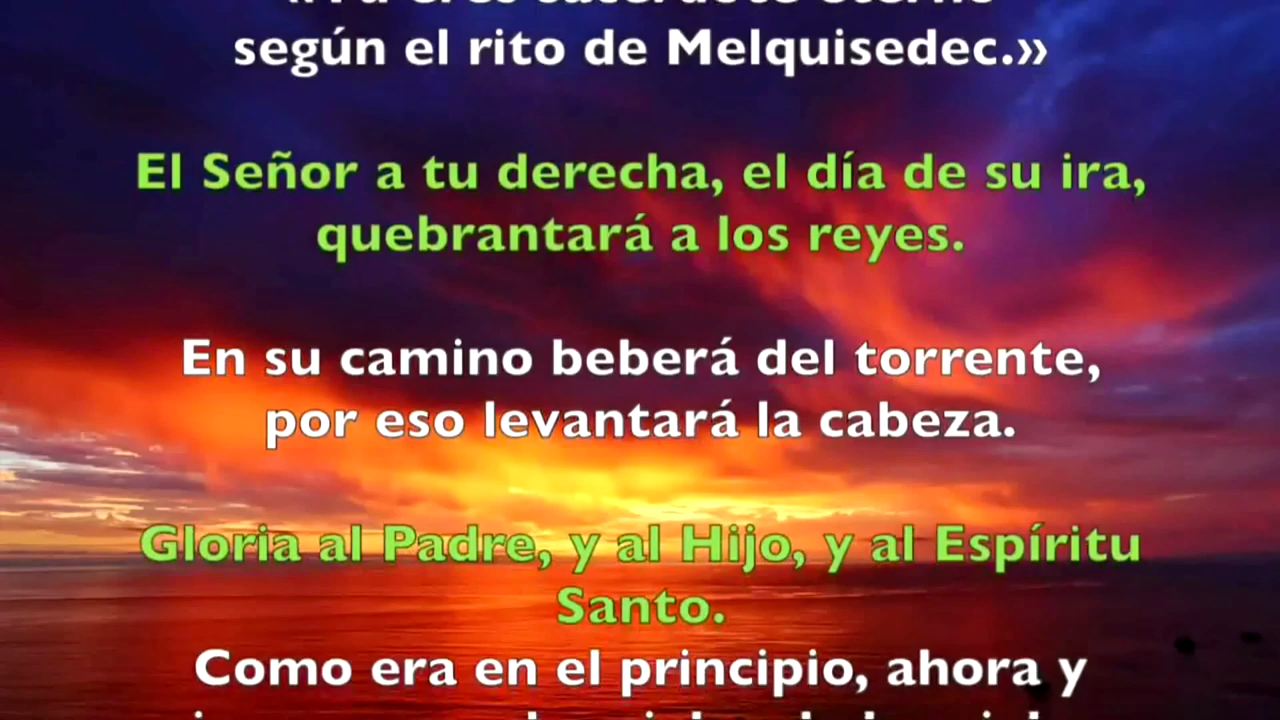 según el rito de Melquisedec.»
El Señor a tu derecha, el día de su ira,
quebrantará a los reyes.
En su camino beberá del torrente,
por eso levantará la cabeza.
Gloria al Padre, y al Hijo, y al Espíritu
Santo.
Como era en el principio, ahora y